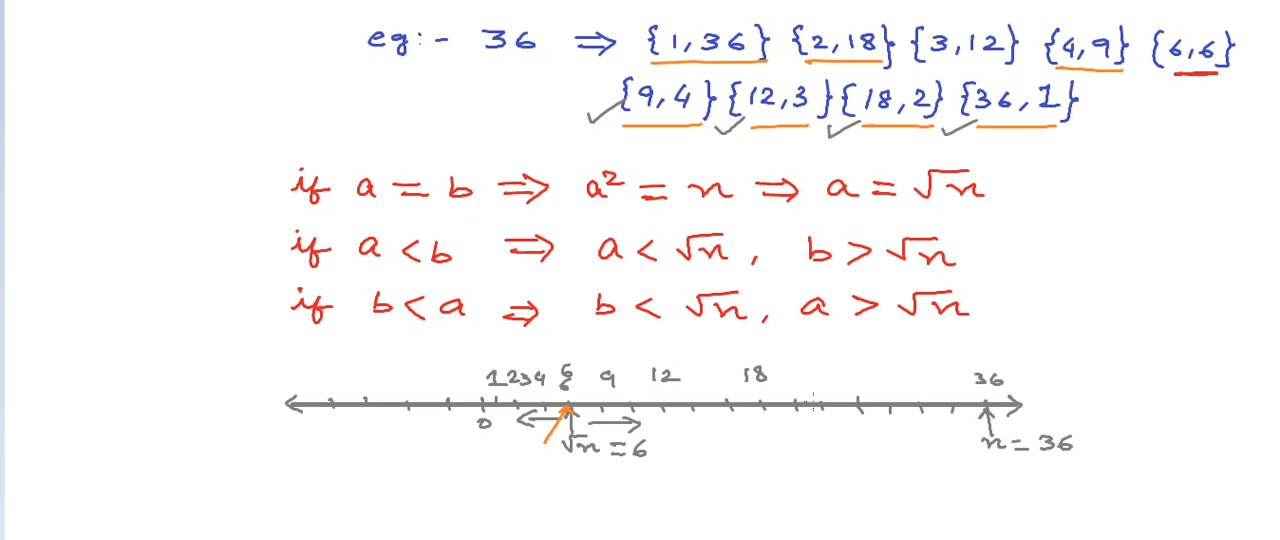 eg:- 36 ⇒ {1,36} {2,18} {3,12} {4,9} {6,6}
{9,4} {12,3} {18,2} {36,1}
if a = b ⇒ a² = n ⇒ a = √n
if a < b ⇒ a < √n, b > √n
if b < a ⇒ b < √n, a > √n
1 2 3 4 6 9 12 18 36
6
0
√n = 6 n = 36